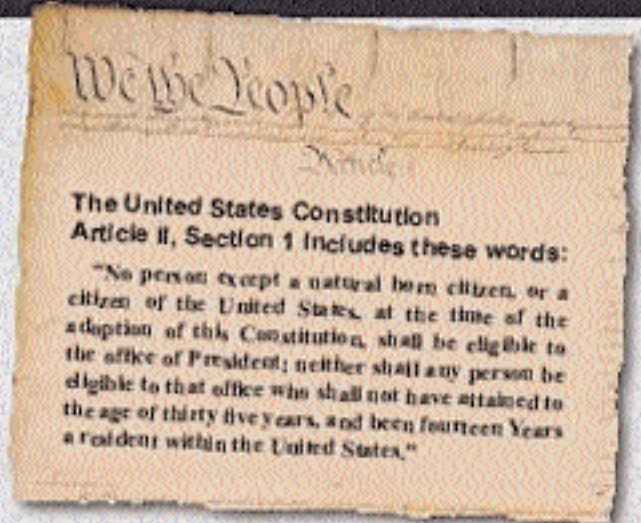 We the People
Article
The United States Constitution
Article II, Section 1 Includes these words:
"No person except a natural born citizen, or a
citizen of the United States, at the time of the
adoption of this Constitution, shall be eligible to
the office of President; neither shall any person be
eligible to that office who shall not have attained to
the age of thirty five years, and been fourteen Years
a resident within the United States."